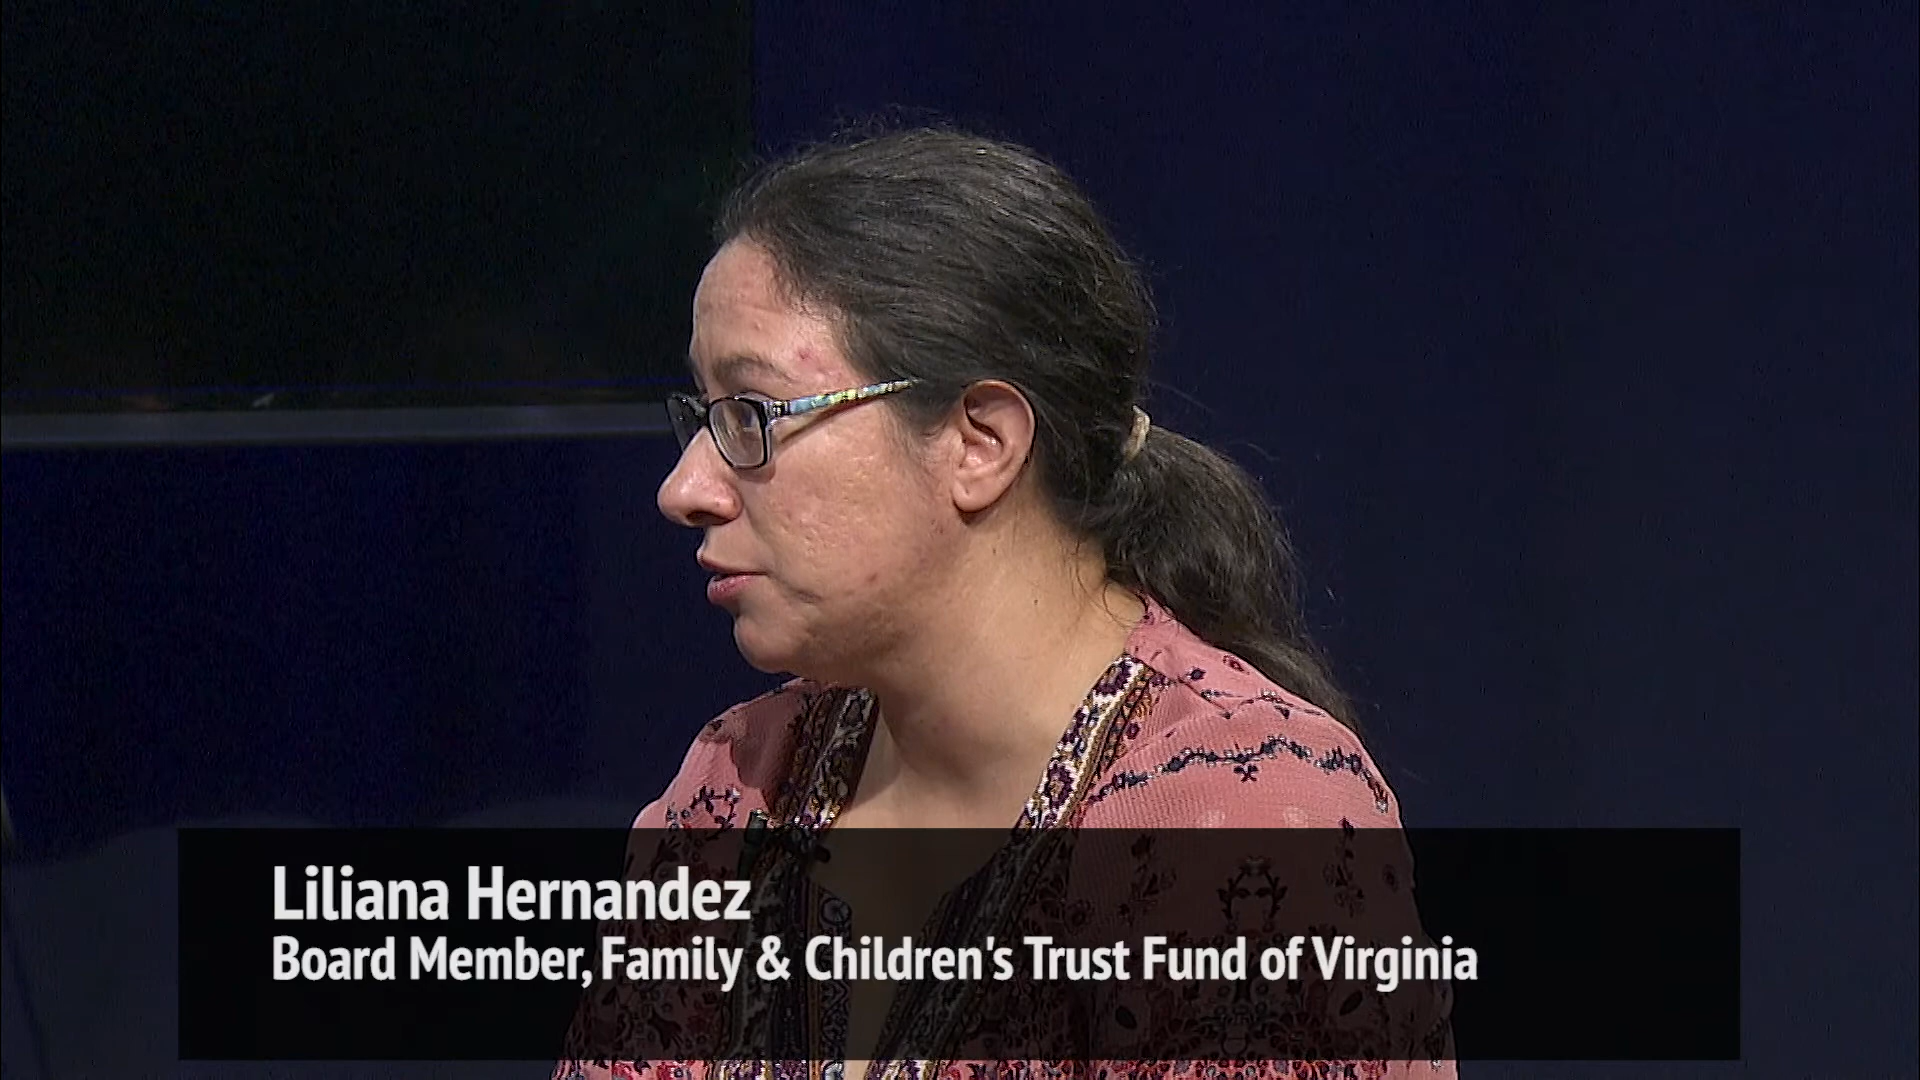 Liliana Hernandez
Board Member, Family & Children's Trust Fund of Virginia